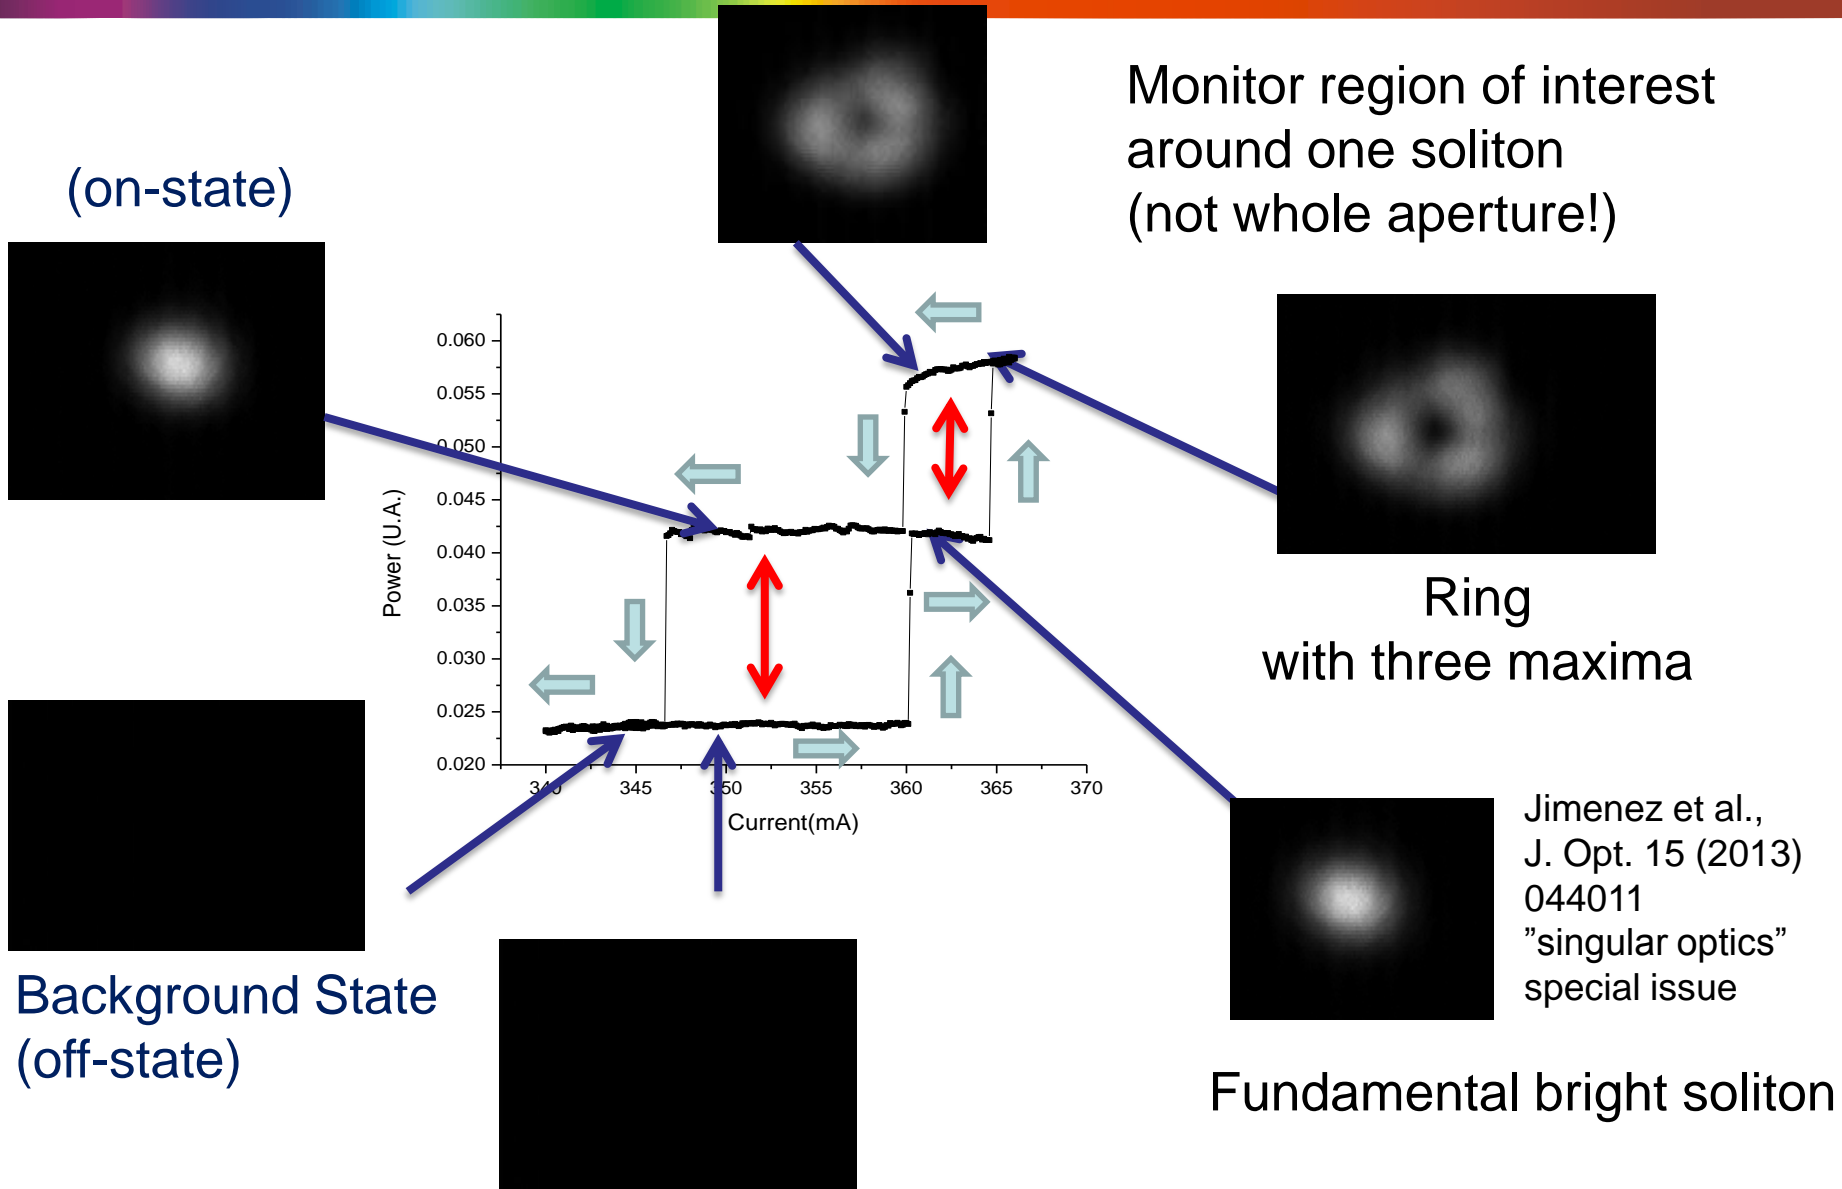 Monitor region of interest
around one soliton
(not whole aperture!)
(on-state)
0.060
0.055
0.050
0.045
0.040
0.035
0.030
0.025
0.020
Power (U.A.)
340
345
350
355
360
365
370
Current(mA)
Ring
with three maxima
Jimenez et al.,
J. Opt. 15 (2013)
044011
”singular optics”
special issue
Background State
(off-state)
Fundamental bright soliton